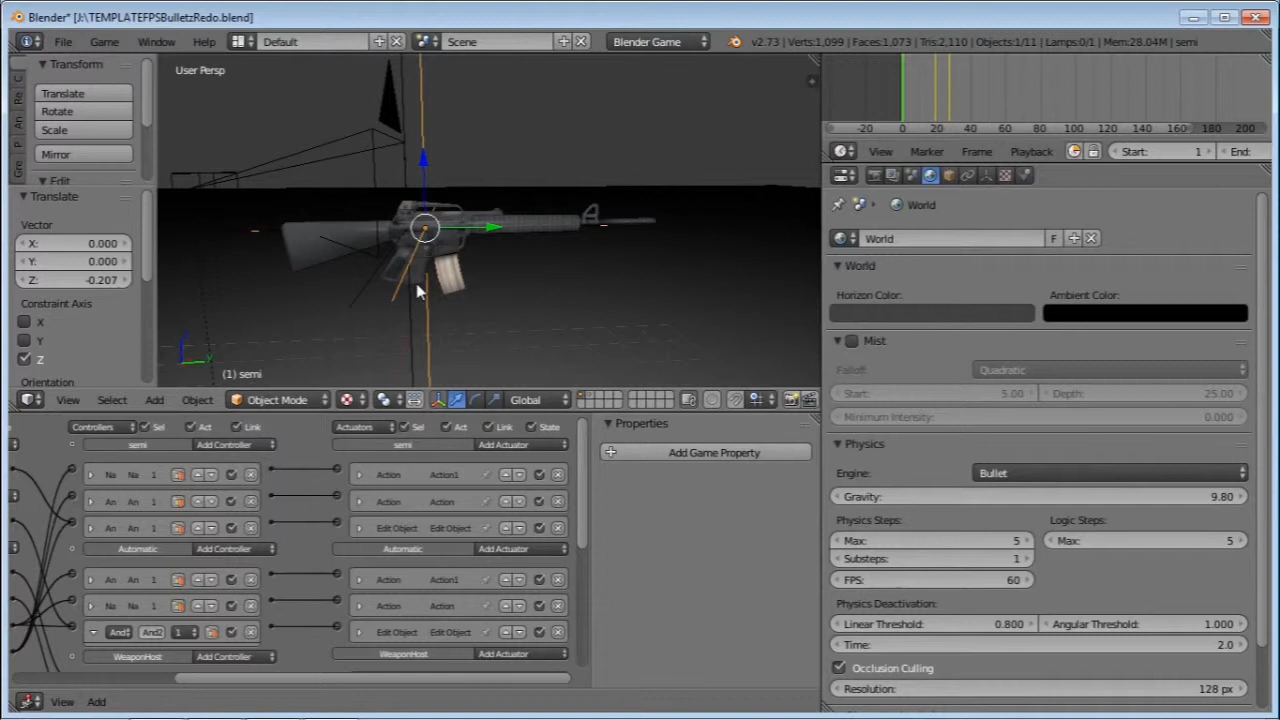 Blender* [J:\TEMPLATEFPSBulletzRedo.blend]
File Game Window Help Default Scene Blender Game v2.73 | Verts:1,099 | Faces:1,073 | Tris:2,110 | Objects:1/11 | Lamps:0/1 | Mem:28.04M | semi
Transform
Translate
Rotate
Scale
Mirror
Edit
Translate
Vector
X: 0.000
Y: 0.000
Z: -0.207
Constraint Axis
X
Y
Z
Orientation
User Persp
(1) semi
View Select Add Object Object Mode Global
Controllers Sel Act Link Actuators Sel Act Link State
semi Add Controller semi Add Actuator
Na Na 1 Action Action1
An An 1 Action Action
An An 1 Edit Object Edit Object
Automatic Add Controller Automatic Add Actuator
An An 1 Action Action1
Na Na 1 Action Action
And And2 1 Edit Object Edit Object
WeaponHost Add Controller WeaponHost Add Actuator
View Add
Properties
Add Game Property
-20 0 20 40 60 80 100 120 140 160 180 200
View Marker Frame Playback Start: 1 End:
World
World F
World
Horizon Color: Ambient Color:
Mist
Falloff: Quadratic
Start: 5.00 Depth: 25.00
Minimum Intensity: 0.000
Physics
Engine: Bullet
Gravity: 9.80
Physics Steps: Logic Steps:
Max: 5 Max: 5
Substeps: 1
FPS: 60
Physics Deactivation:
Linear Threshold: 0.800 Angular Threshold: 1.000
Time: 2.0
Occlusion Culling
Resolution: 128 px